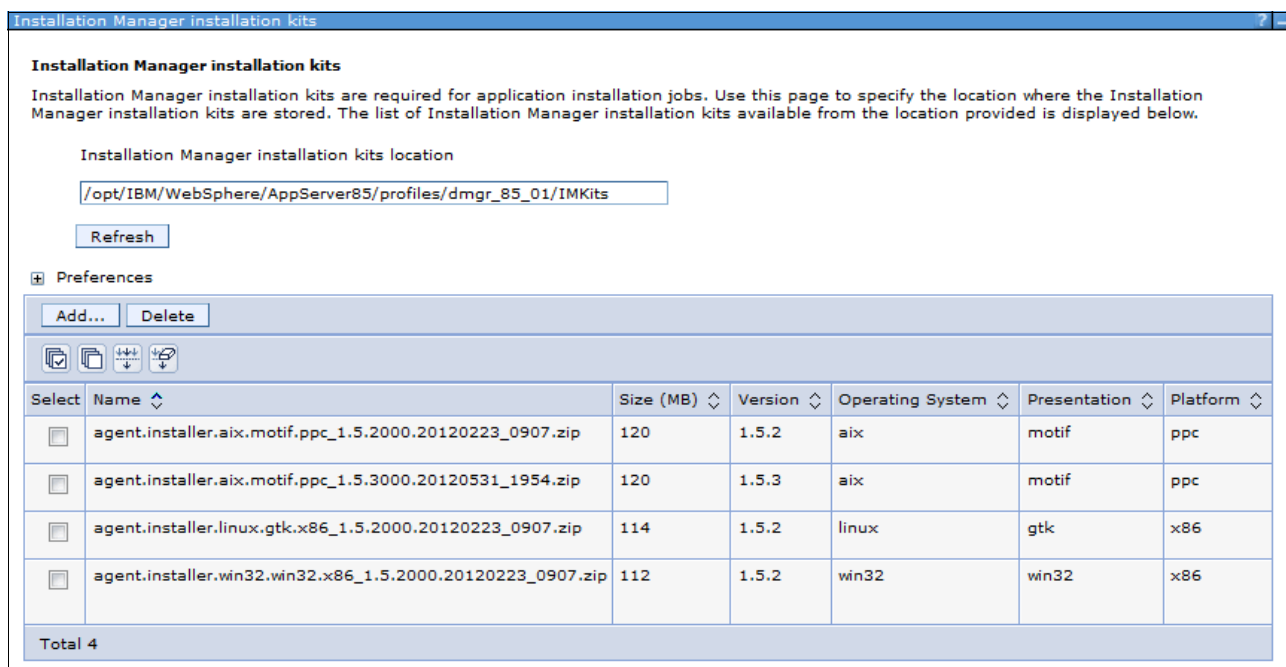 Installation Manager installation kits ? –
Installation Manager installation kits
Installation Manager installation kits are required for application installation jobs. Use this page to specify the location where the Installation
Manager installation kits are stored. The list of Installation Manager installation kits available from the location provided is displayed below.
Installation Manager installation kits location
/opt/IBM/WebSphere/AppServer85/profiles/dmgr_85_01/IMKits
Refresh
Preferences
Add... Delete
Select Name Size (MB) Version Operating System Presentation Platform
agent.installer.aix.motif.ppc_1.5.2000.20120223_0907.zip 120 1.5.2 aix motif ppc
agent.installer.aix.motif.ppc_1.5.3000.20120531_1954.zip 120 1.5.3 aix motif ppc
agent.installer.linux.gtk.x86_1.5.2000.20120223_0907.zip 114 1.5.2 linux gtk x86
agent.installer.win32.win32.x86_1.5.2000.20120223_0907.zip 112 1.5.2 win32 win32 x86
Total 4